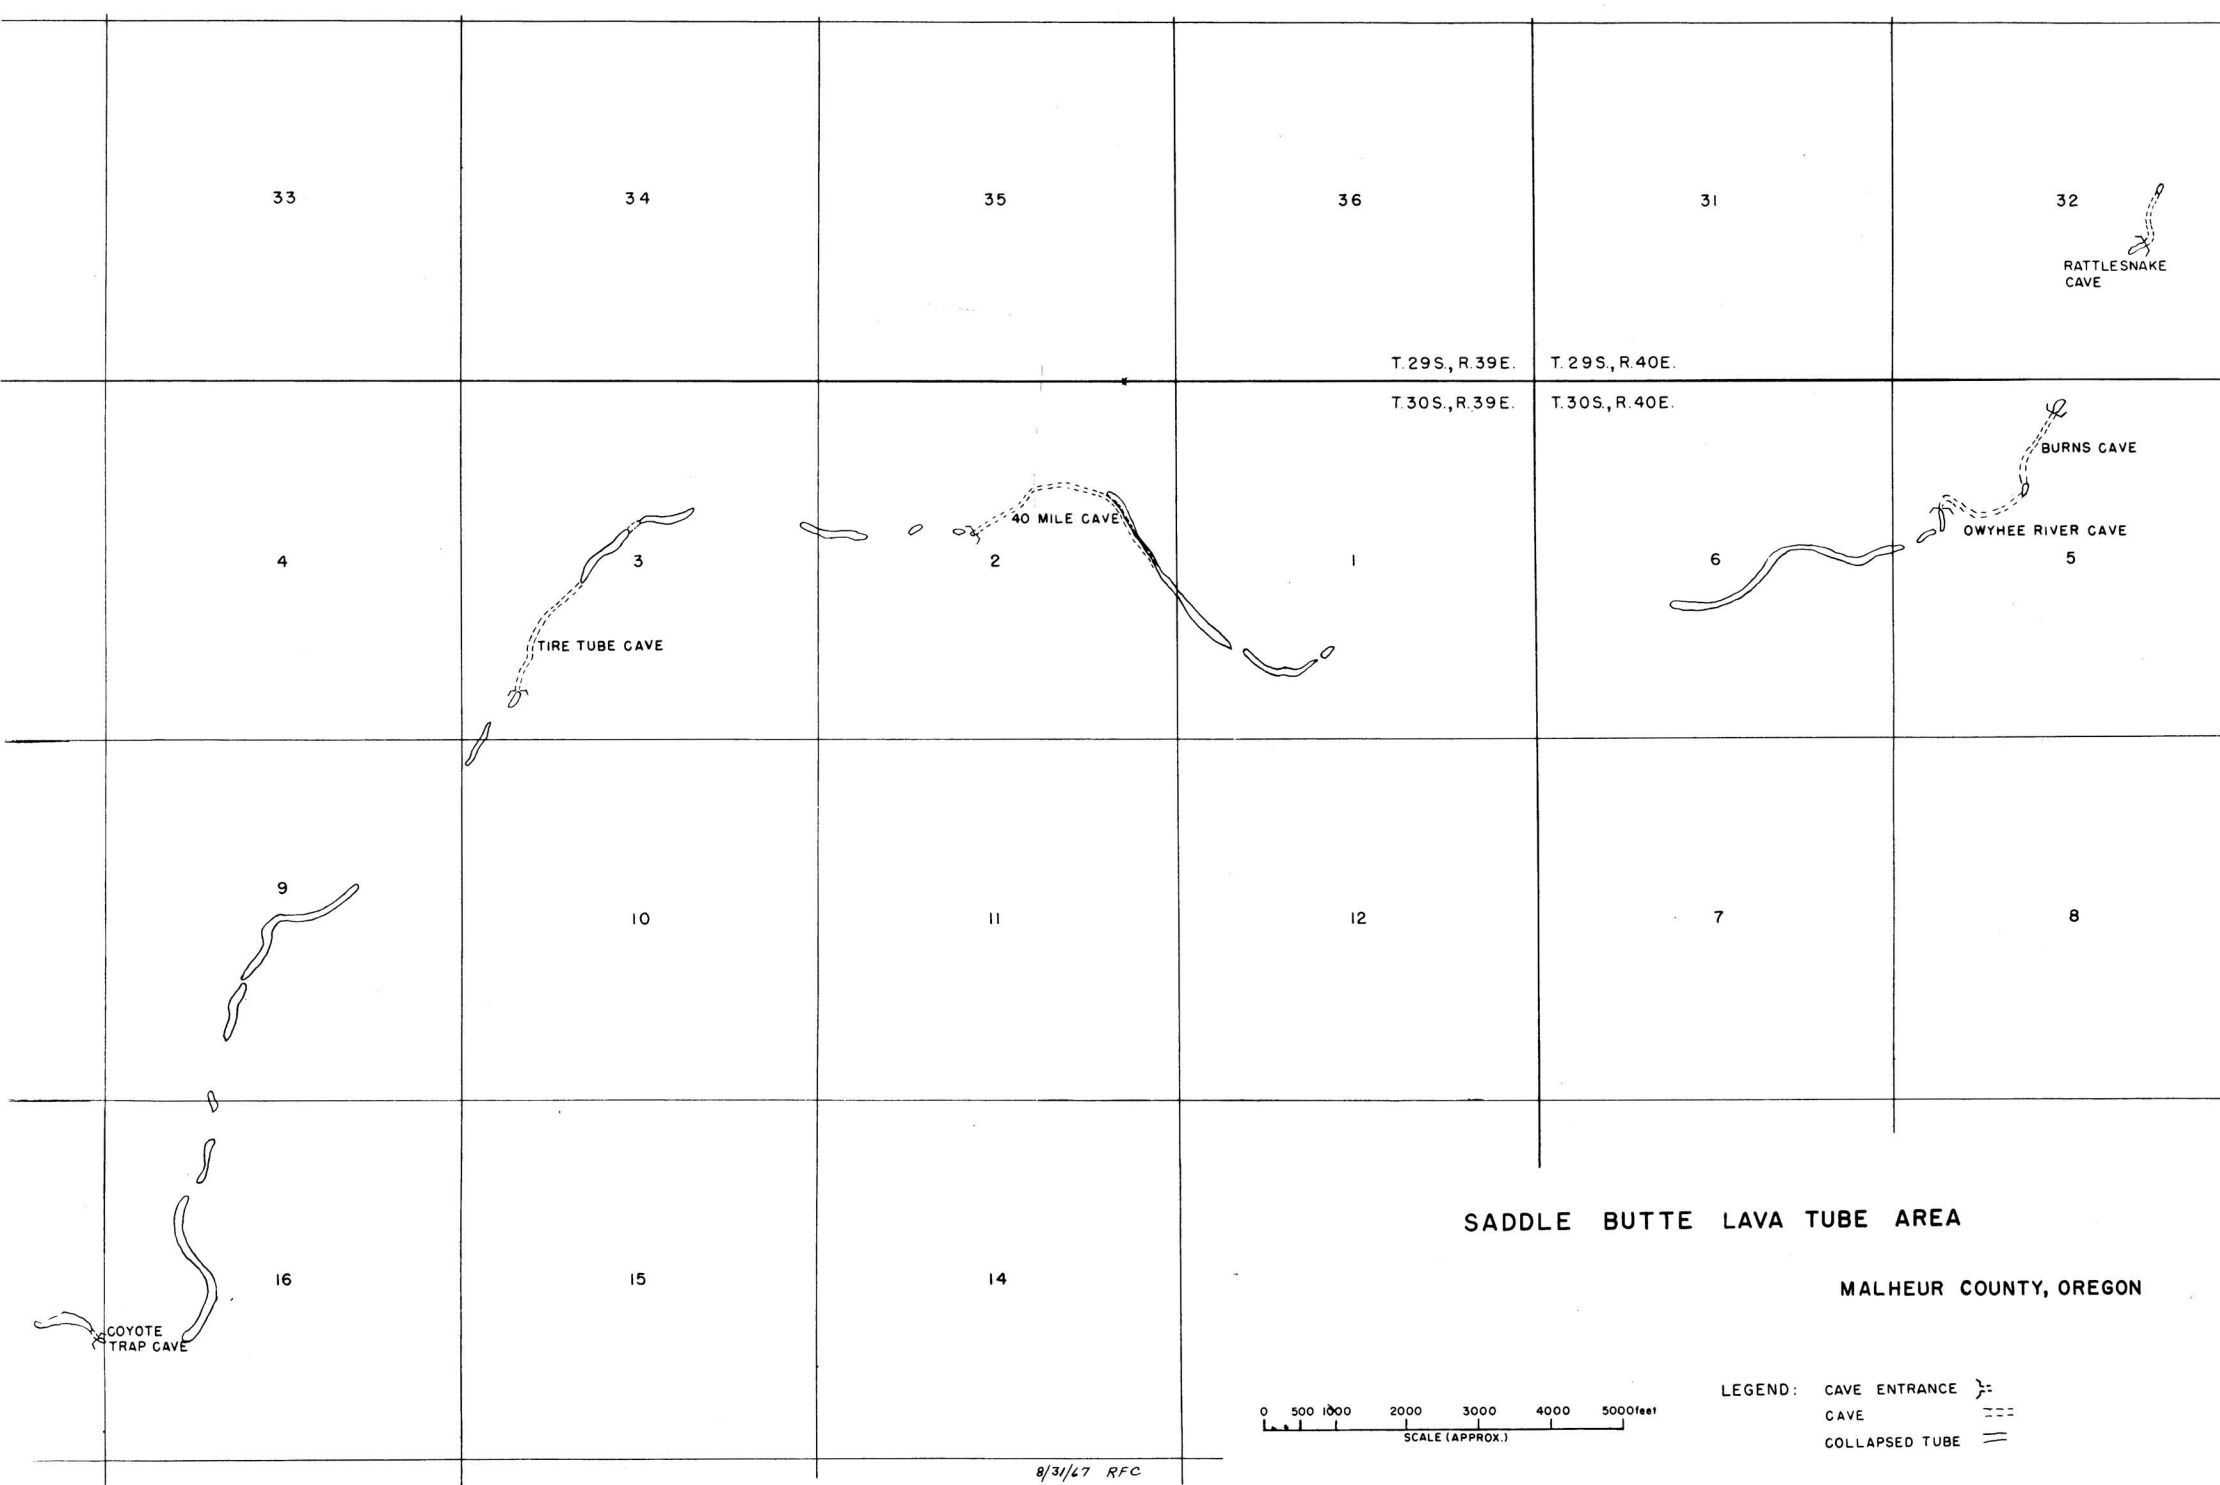 33
34
35
36
31
32
RATTLESNAKE
CAVE
T.29S., R.39E.
T.29S., R.40E.
T.30S., R.39E.
T.30S., R.40E.
BURNS CAVE
40 MILE CAVE
OWYHEE RIVER CAVE
4
3
2
1
6
5
TIRE TUBE CAVE
9
10
11
12
7
8
SADDLE BUTTE LAVA TUBE AREA
16
15
14
MALHEUR COUNTY, OREGON
COYOTE
TRAP CAVE
LEGEND: CAVE ENTRANCE
CAVE
COLLAPSED TUBE
0 500 1000 2000 3000 4000 5000feet
SCALE (APPROX.)
8/31/67 RFC